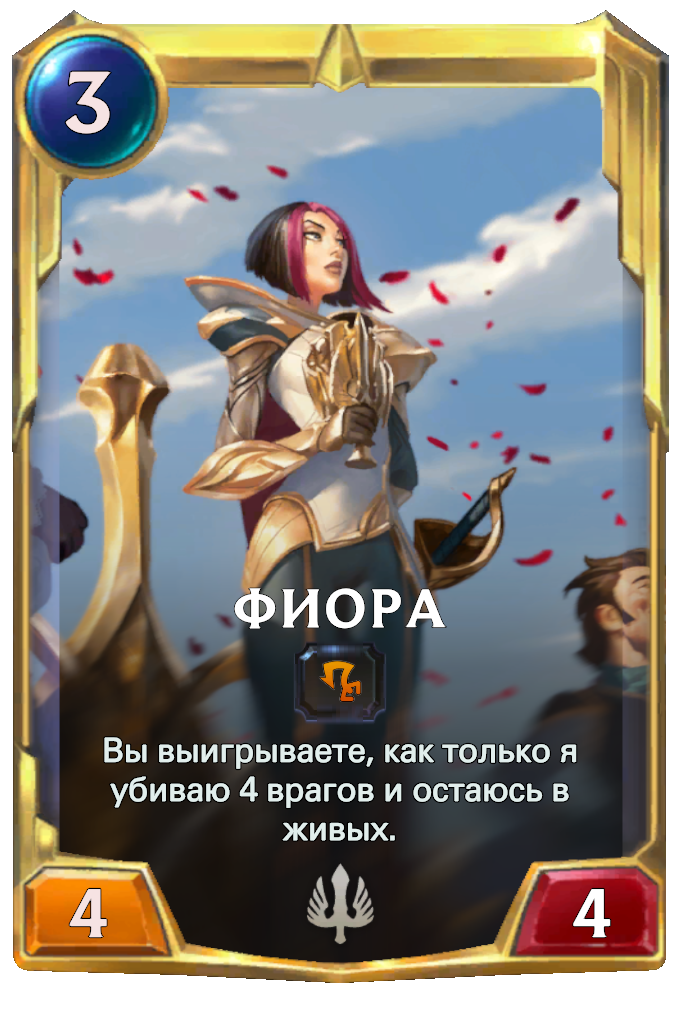 3
ФИОРА
Вы выигрываете, как только я
убиваю 4 врагов и остаюсь в
живых.
4
4